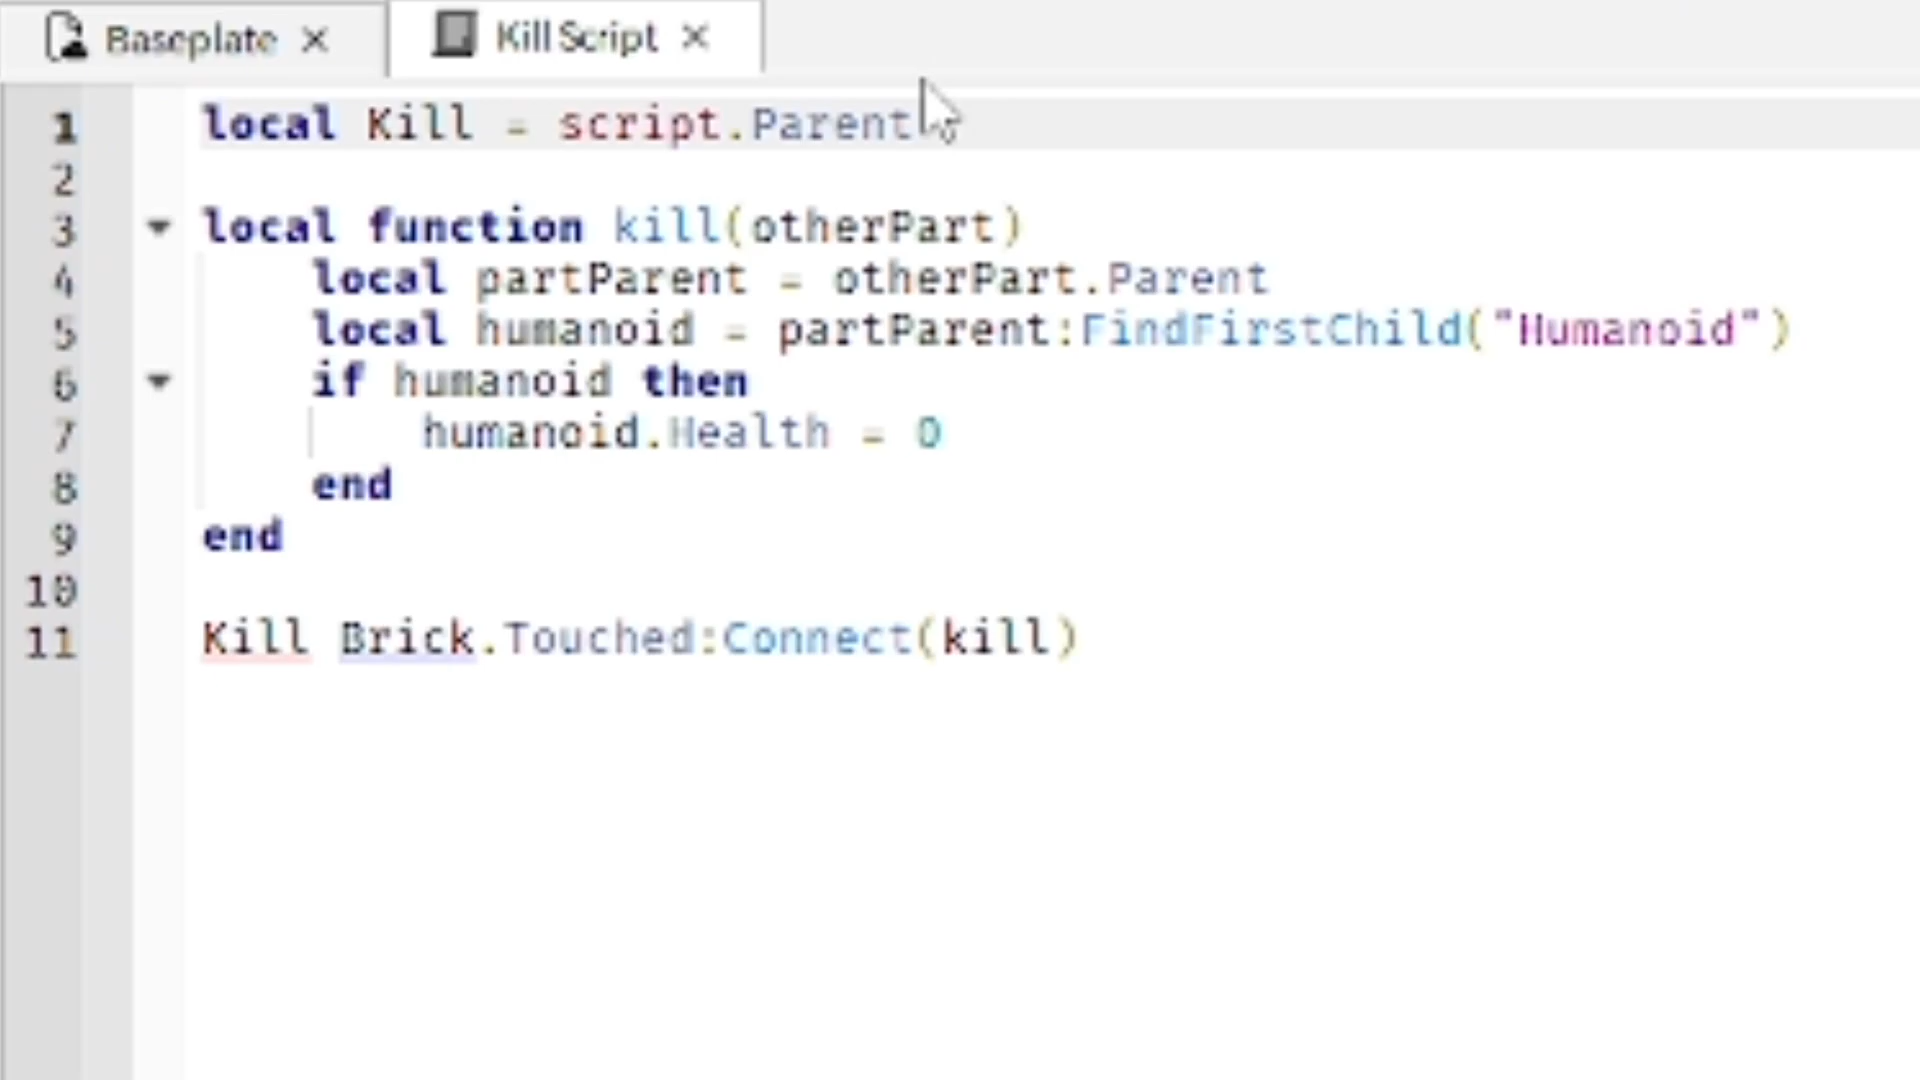 Baseplate
Kill Script
1 local Kill = script.Parent
2
3 local function kill(otherPart)
4 local partParent = otherPart.Parent
5 local humanoid = partParent:FindFirstChild("Humanoid")
6 if humanoid then
7 humanoid.Health = 0
8 end
9 end
10
11 Kill Brick.Touched:Connect(kill)